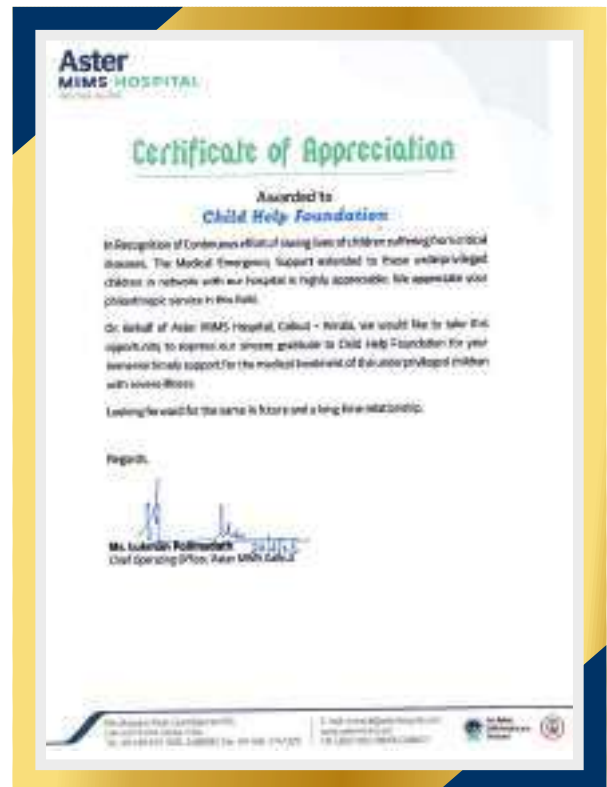 Aster
MIMS HOSPITAL
Certificate of Appreciation
Awarded to
Child Help Foundation
In Recognition of Continuous effort of saving lives of children suffering from critical
diseases, The Medical Emergency Support extended to these underprivileged
children in network with our hospital is highly appreciable. We appreciate your
philanthropic service in this field.
On Behalf of Aster MIMS Hospital, Calicut - Kerala, we would like to take this
opportunity to express our sincere gratitude to Child Help Foundation for your
immense timely support for the medical treatment of the underprivileged children
with severe illness.
Looking forward for the same in future and a long time relationship.
Regards,
Mr. Lukman
Chief Operating Officer, Aster MIMS Calicut